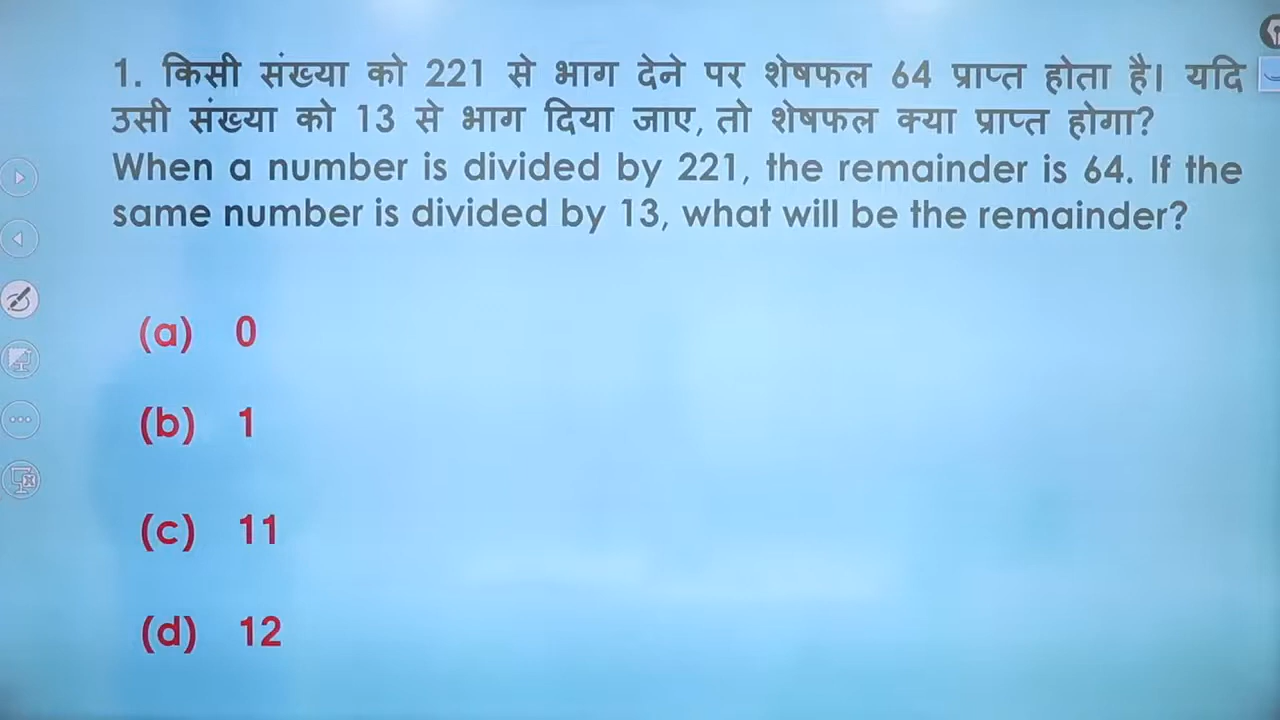 1. किसी संख्या को 221 से भाग देने पर शेषफल 64 प्राप्त होता है। यदि
उसी संख्या को 13 से भाग दिया जाए, तो शेषफल क्या प्राप्त होगा?
When a number is divided by 221, the remainder is 64. If the
same number is divided by 13, what will be the remainder?
(a) 0
(b) 1
(c) 11
(d) 12